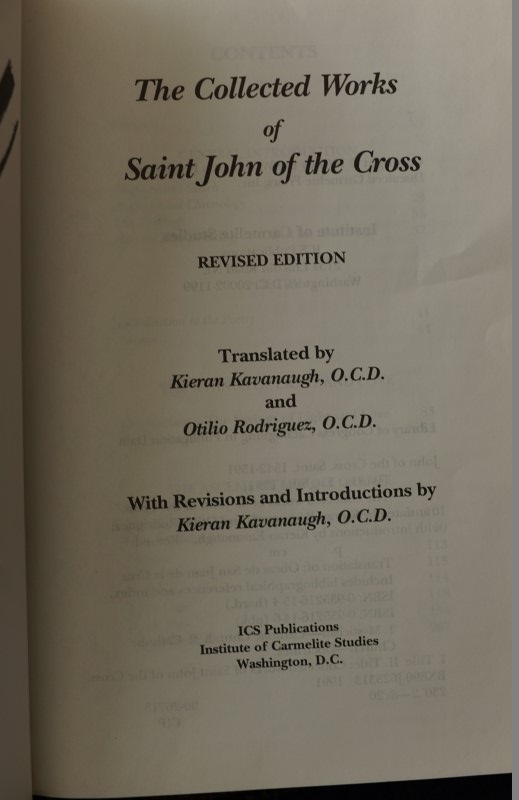 The Collected Works
of
Saint John of the Cross
REVISED EDITION
Translated by
Kieran Kavanaugh, O.C.D.
and
Otilio Rodriguez, O.C.D.
With Revisions and Introductions by
Kieran Kavanaugh, O.C.D.
ICS Publications
Institute of Carmelite Studies
Washington, D.C.